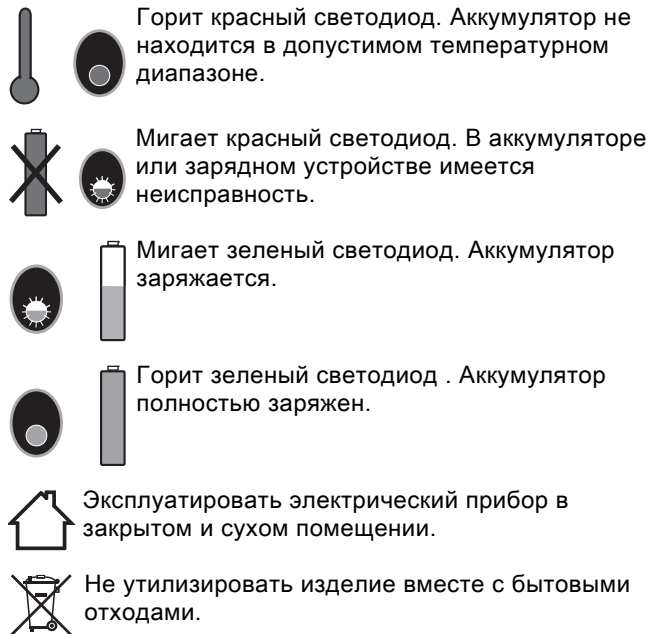 Горит красный светодиод. Аккумулятор не
находится в допустимом температурном
диапазоне.
Мигает красный светодиод. В аккумуляторе
или зарядном устройстве имеется
неисправность.
Мигает зеленый светодиод. Аккумулятор
заряжается.
Горит зеленый светодиод . Аккумулятор
полностью заряжен.
Эксплуатировать электрический прибор в
закрытом и сухом помещении.
Не утилизировать изделие вместе с бытовыми
отходами.